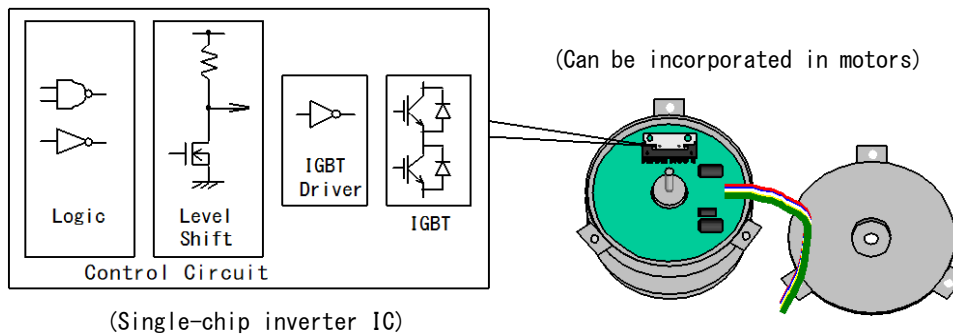 (Can be incorporated in motors)
Logic
Level
Shift
IGBT
Driver
IGBT
Control Circuit
(Single-chip inverter IC)